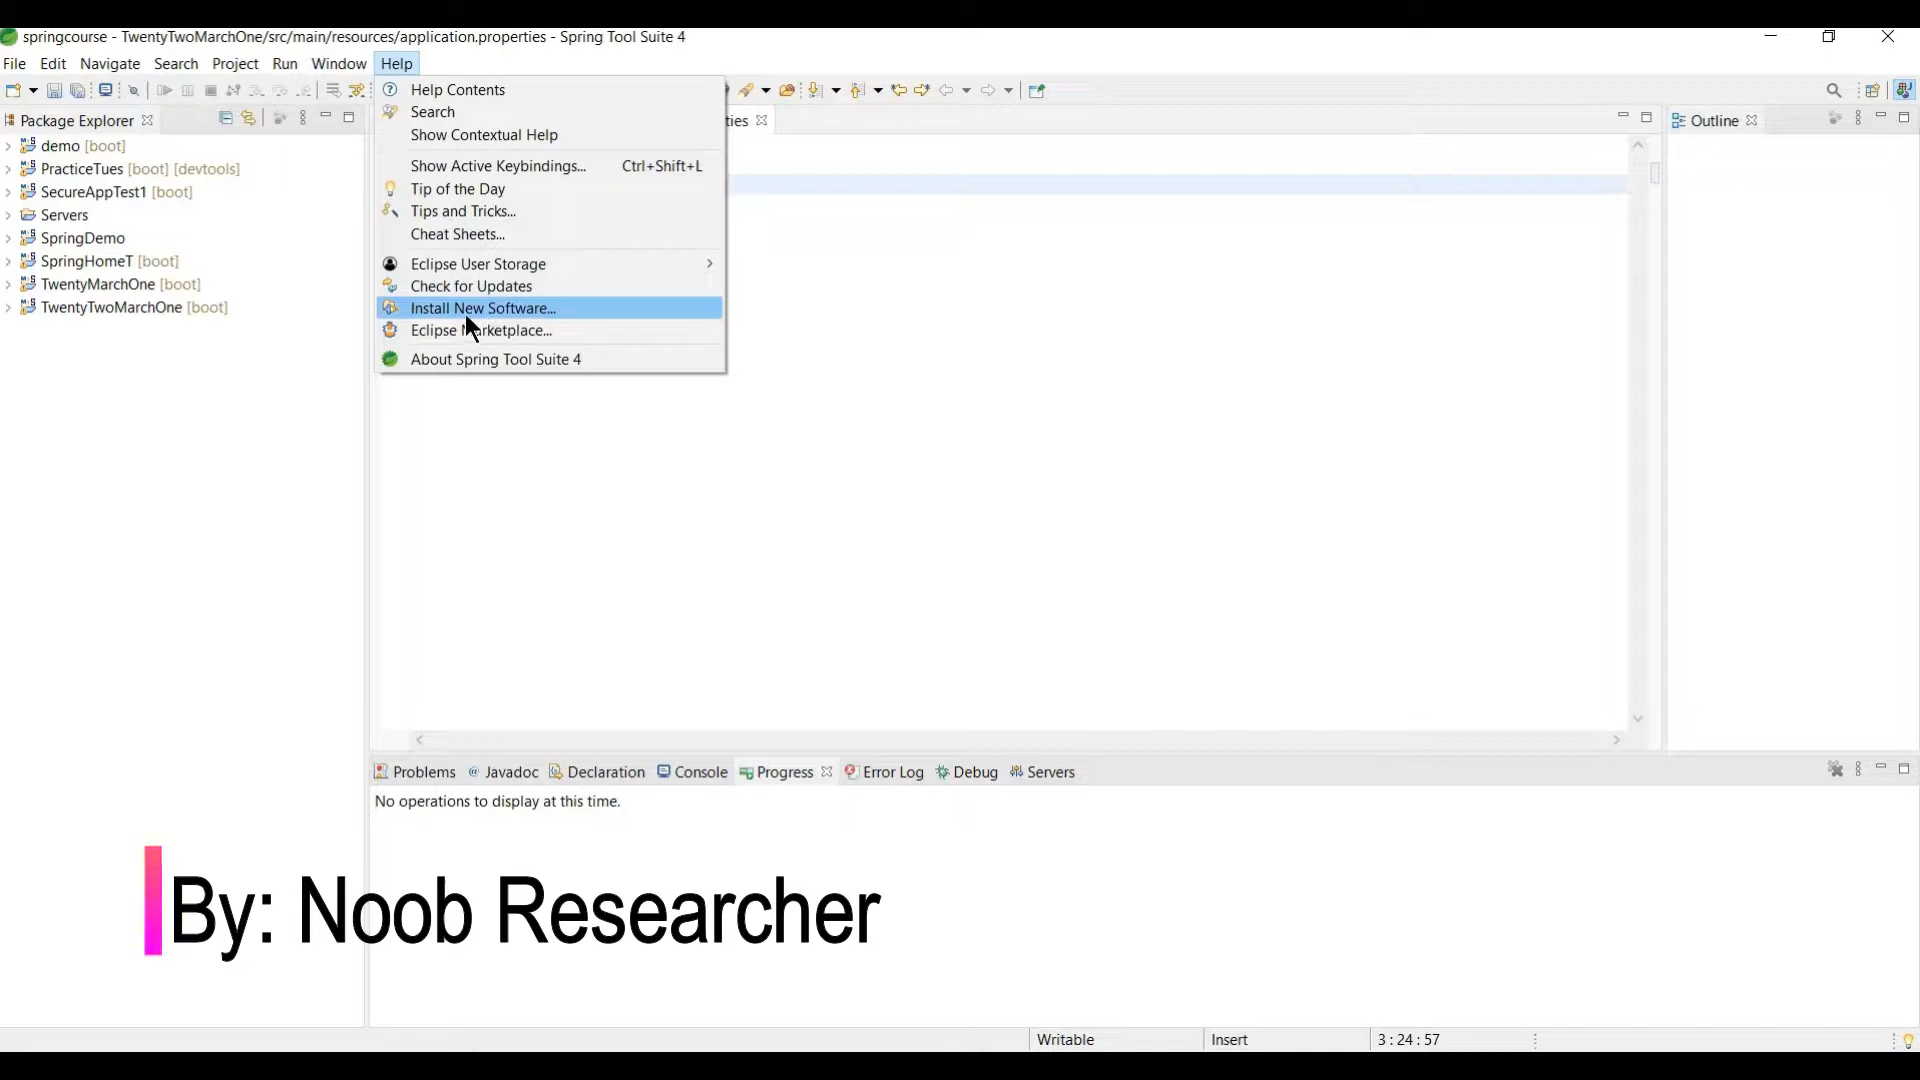 springcourse - TwentyTwoMarchOne/src/main/resources/application.properties - Spring Tool Suite 4
File Edit Navigate Search Project Run Window Help
Package Explorer
demo [boot]
PracticeTues [boot] [devtools]
SecureAppTest1 [boot]
Servers
SpringDemo
SpringHomeT [boot]
TwentyMarchOne [boot]
TwentyTwoMarchOne [boot]
Help Contents
Search
Show Contextual Help
Show Active Keybindings... Ctrl+Shift+L
Tip of the Day
Tips and Tricks...
Cheat Sheets...
Eclipse User Storage
Check for Updates
Install New Software...
Eclipse Marketplace...
About Spring Tool Suite 4
ties
Outline
Problems Javadoc Declaration Console Progress Error Log Debug Servers
No operations to display at this time.
By: Noob Researcher
Writable Insert 3 : 24 : 57